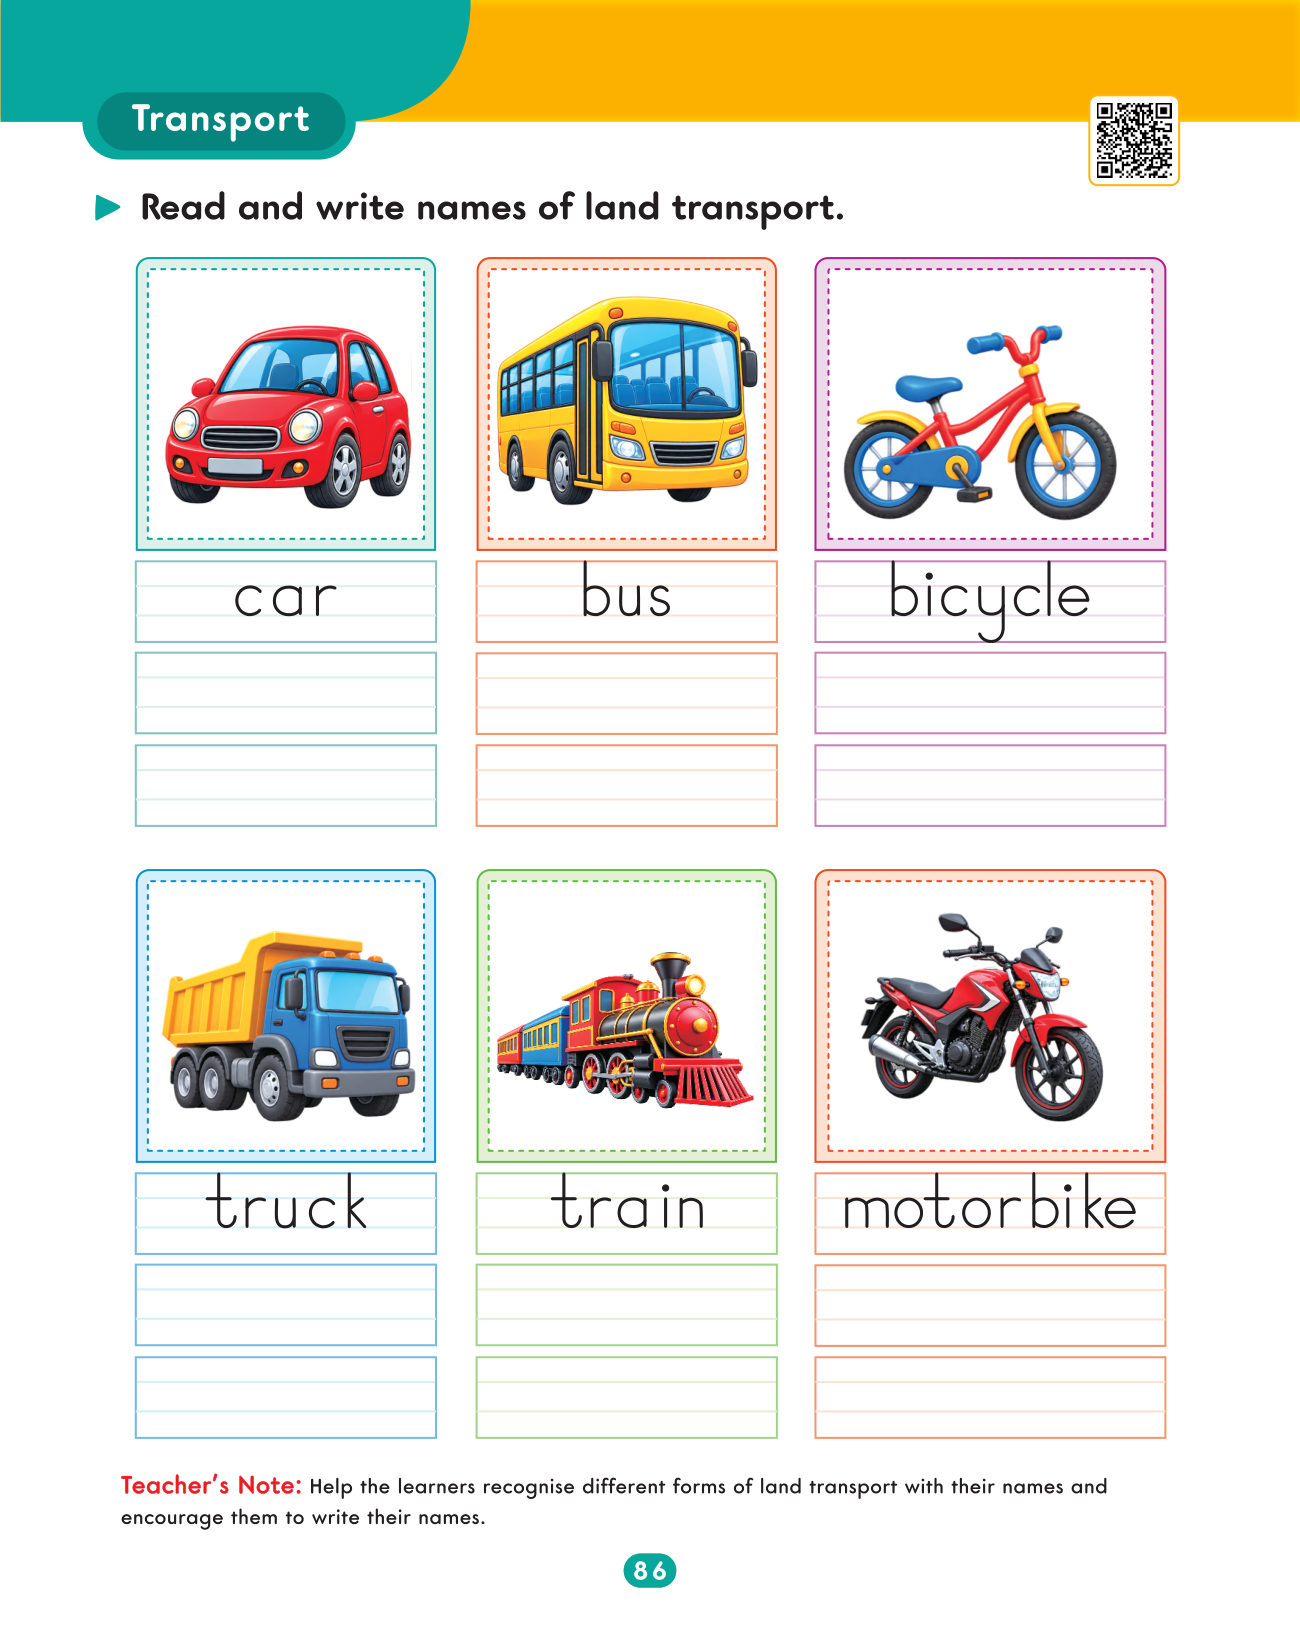 Transport
Read and write names of land transport.
car
bus
bicycle
truck
train
motorbike
Teacher's Note: Help the learners recognise different forms of land transport with their names and
encourage them to write their names.
86